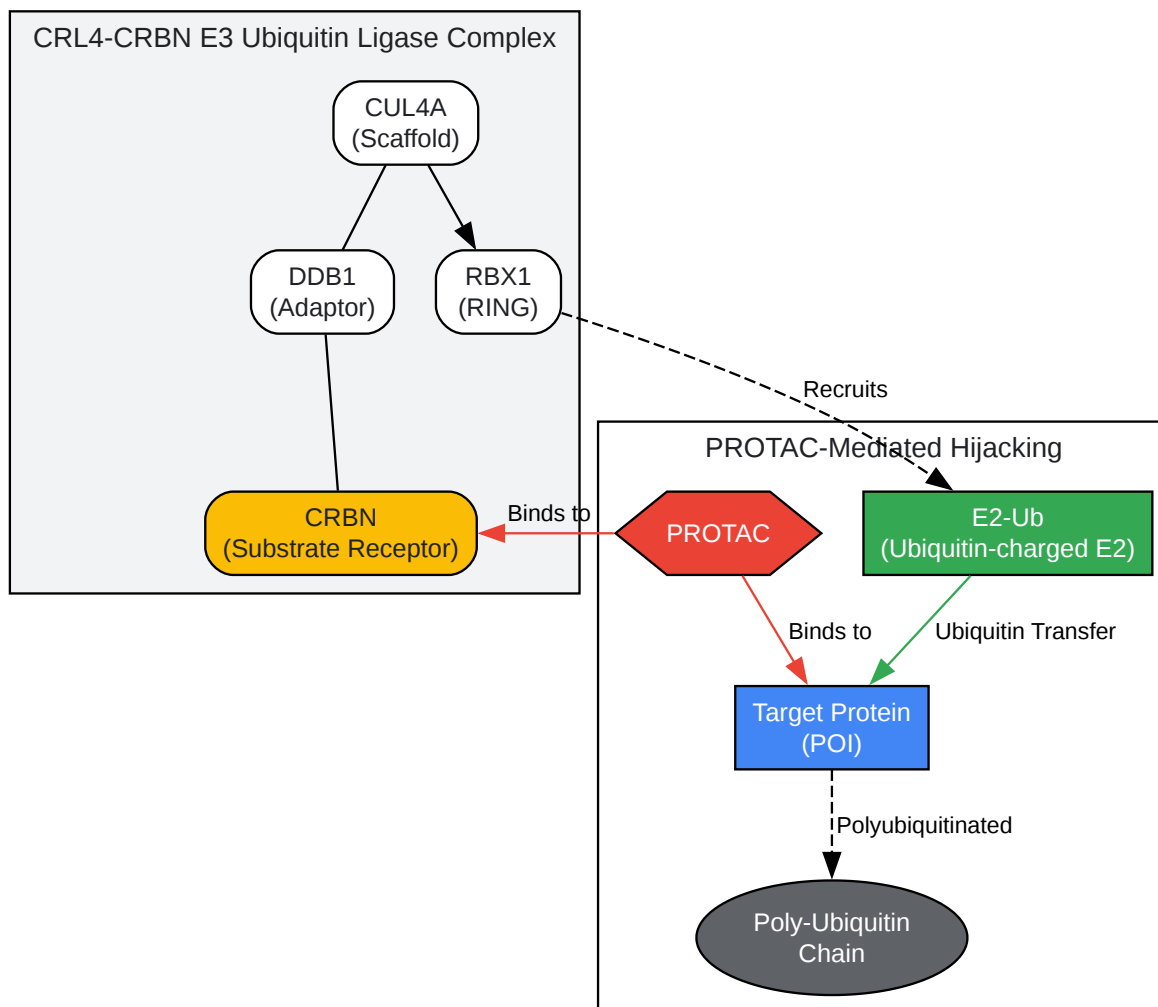 CRL4-CRBN E3 Ubiquitin Ligase Complex
CUL4A
(Scaffold)
DDB1
(Adaptor)
RBX1
(RING)
Recruits
PROTAC-Mediated Hijacking
CRBN
(Substrate Receptor)
Binds to
PROTAC
E2-Ub
(Ubiquitin-charged E2)
Binds to
Ubiquitin Transfer
Target Protein
(POI)
Polyubiquitinated
Poly-Ubiquitin
Chain